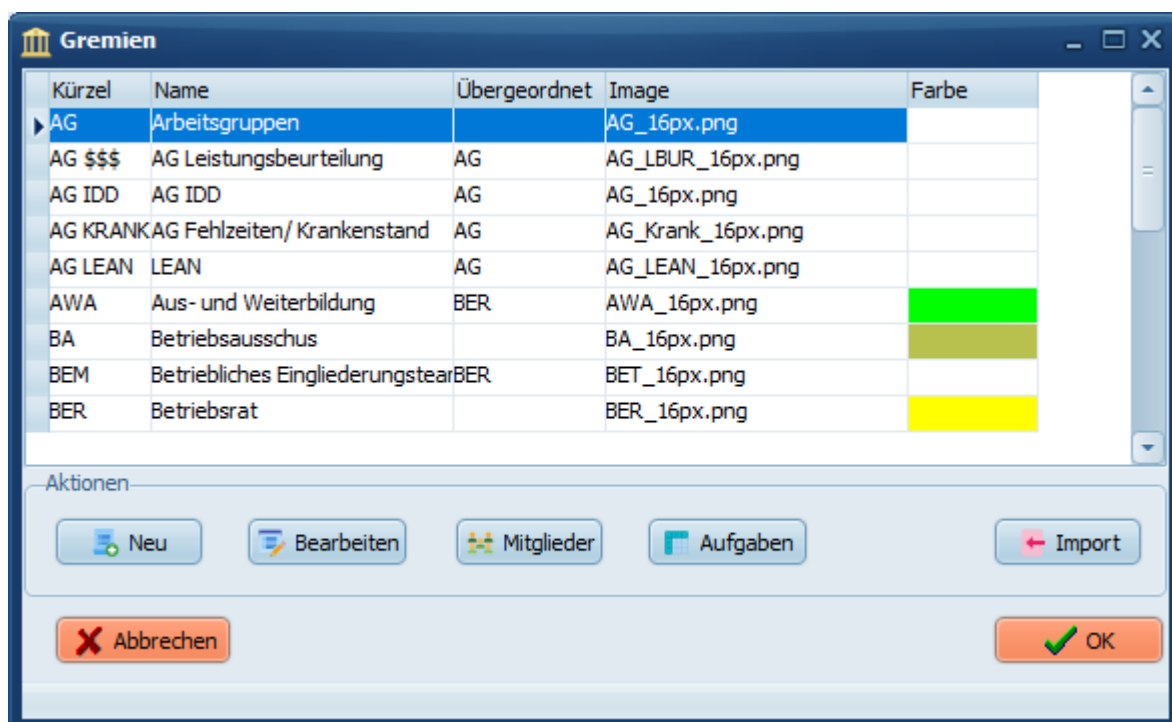 Gremien
Kürzel Name Übergeordnet Image Farbe
AG Arbeitsgruppen AG_16px.png
AG $$$ AG Leistungsbeurteilung AG AG_LBUR_16px.png
AG IDD AG IDD AG AG_16px.png
AG KRANK AG Fehlzeiten/ Krankenstand AG AG_Krank_16px.png
AG LEAN LEAN AG AG_LEAN_16px.png
AWA Aus- und Weiterbildung BER AWA_16px.png
BA Betriebsausschus BA_16px.png
BEM Betriebliches Eingliederungstear BER BET_16px.png
BER Betriebsrat BER_16px.png
Aktionen
Neu Bearbeiten Mitglieder Aufgaben Import
Abbrechen OK